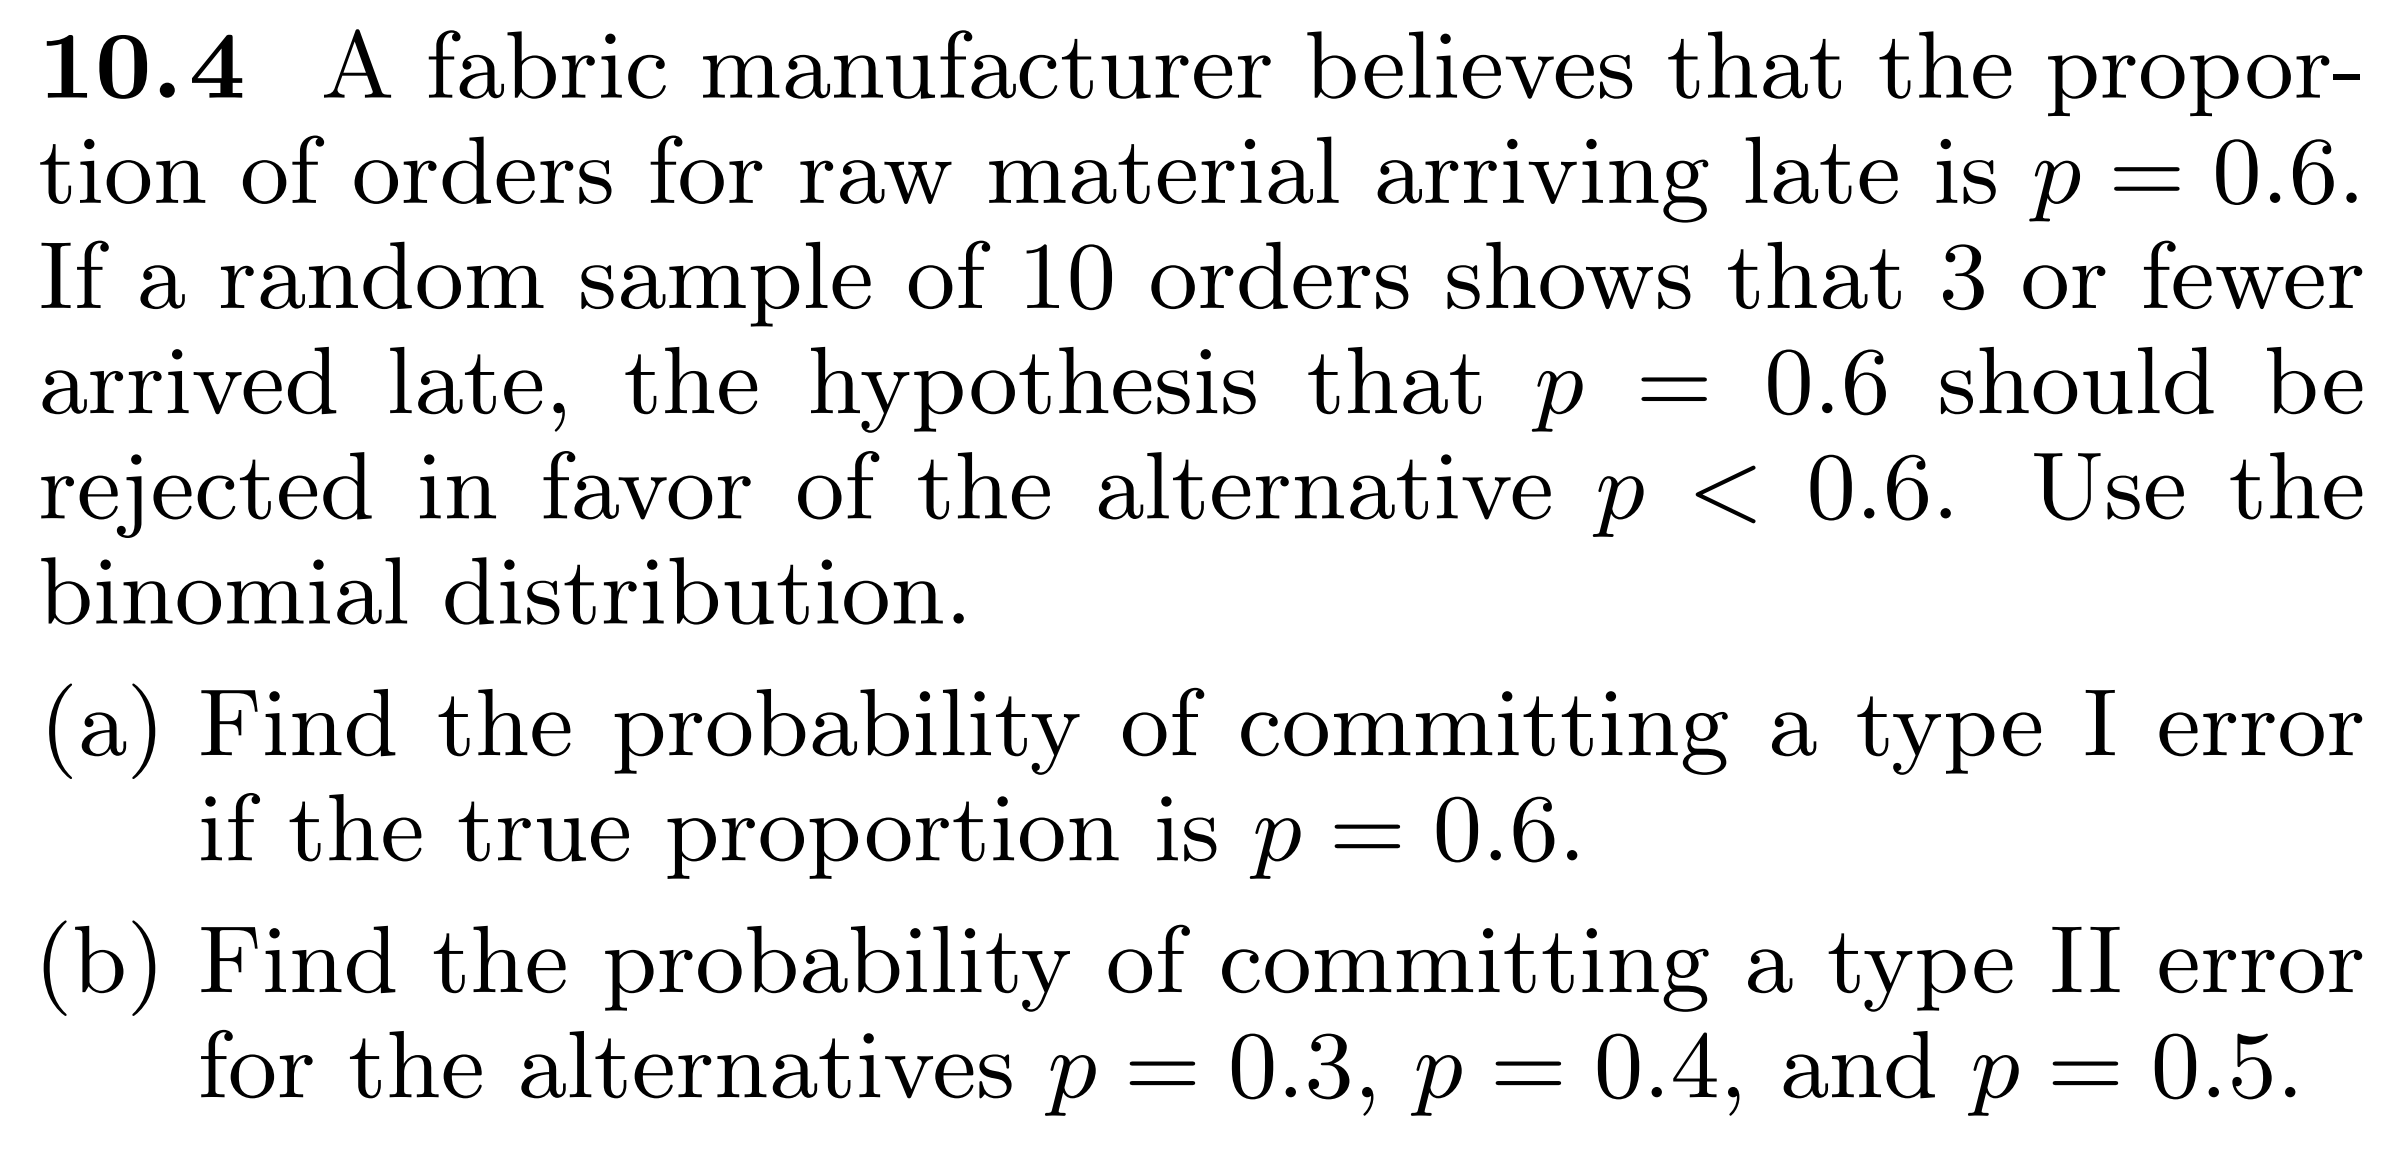 10.4 A fabric manufacturer believes that the propor-
tion of orders for raw material arriving late is p = 0.6.
If a random sample of 10 orders shows that 3 or fewer
arrived late, the hypothesis that p = 0.6 should be
rejected in favor of the alternative p < 0.6. Use the
binomial distribution.
(a) Find the probability of committing a type I error
if the true proportion is p = 0.6.
(b) Find the probability of committing a type II error
for the alternatives p = 0.3, p = 0.4, and p = 0.5.